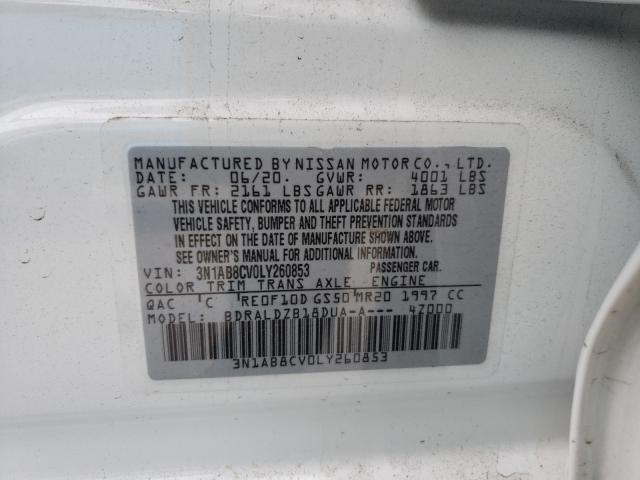 MANUFACTURED BY NISSAN MOTOR CO., LTD.
DATE: 06/20. GVWR: 4001 LBS
GAWR FR: 2161 LBS GAWR RR: 1863 LBS
THIS VEHICLE CONFORMS TO ALL APPLICABLE FEDERAL MOTOR
VEHICLE SAFETY, BUMPER AND THEFT PREVENTION STANDARDS
IN EFFECT ON THE DATE OF MANUFACTURE SHOWN ABOVE.
SEE OWNER'S MANUAL FOR ADDITIONAL INFORMATION.
VIN: 3N1AB8CV0LY260853 PASSENGER CAR.
COLOR TRIM TRANS AXLE ENGINE
QAC C RE0F10D GS50 MR20 1997 CC
MODEL: BDRALDZB18DUA-A--- 4Z000
3N1AB8CV0LY260853